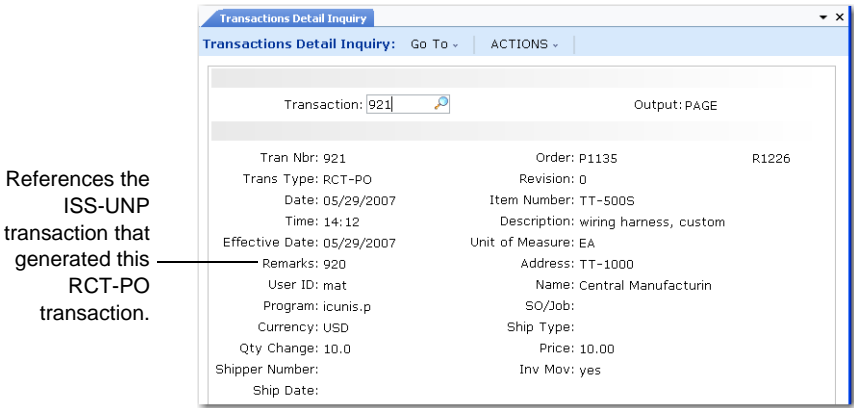 Transactions Detail Inquiry
Transactions Detail Inquiry: Go To ACTIONS
Transaction: 921 Output: PAGE
Tran Nbr: 921 Order: P1135 R1226
Trans Type: RCT-PO Revision: 0
Date: 05/29/2007 Item Number: TT-500S
Time: 14:12 Description: wiring harness, custom
Effective Date: 05/29/2007 Unit of Measure: EA
Remarks: 920 Address: TT-1000
User ID: mat Name: Central Manufacturin
Program: icunis.p SO/Job:
Currency: USD Ship Type:
Qty Change: 10.0 Price: 10.00
Shipper Number: Inv Mov: yes
Ship Date:
References the
ISS-UNP
transaction that
generated this
RCT-PO
transaction.